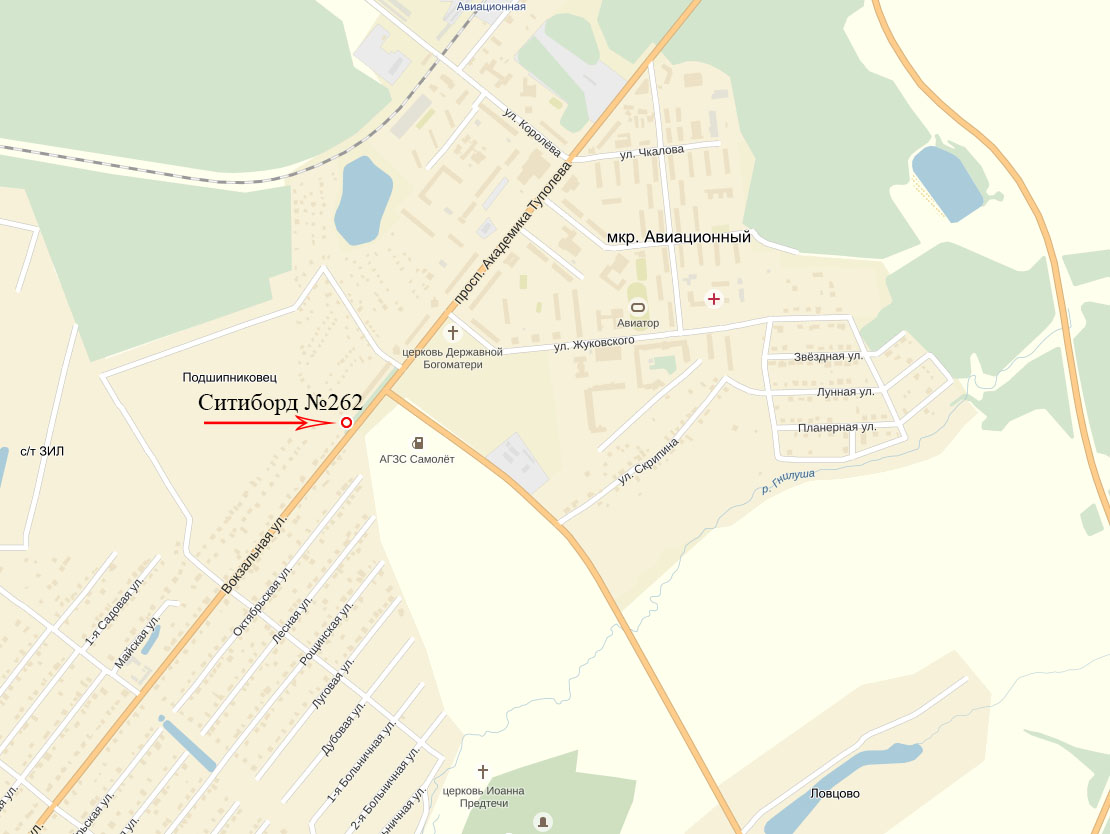 Авиационная
ул. Королёва
ул. Чкалова
просп. Академика Туполева
мкр. Авиационный
Авиатор
ул. Жуковского
церковь Державной
Богоматери
Звёздная ул.
Подшипниковец
Лунная ул.
Ситиборд №262
Планерная ул.
с/т ЗИЛ
АГЗС Самолёт
ул. Скрипина
р. Гнилуша
Вокзальная ул.
Октябрьская ул.
1-я Садовая ул.
Лесная ул.
Майская ул.
Рощинская ул.
Луговая ул.
Дубовая ул.
1-я Больничная ул.
2-я Больничная ул.
церковь Иоанна
Предтечи
Ловцово